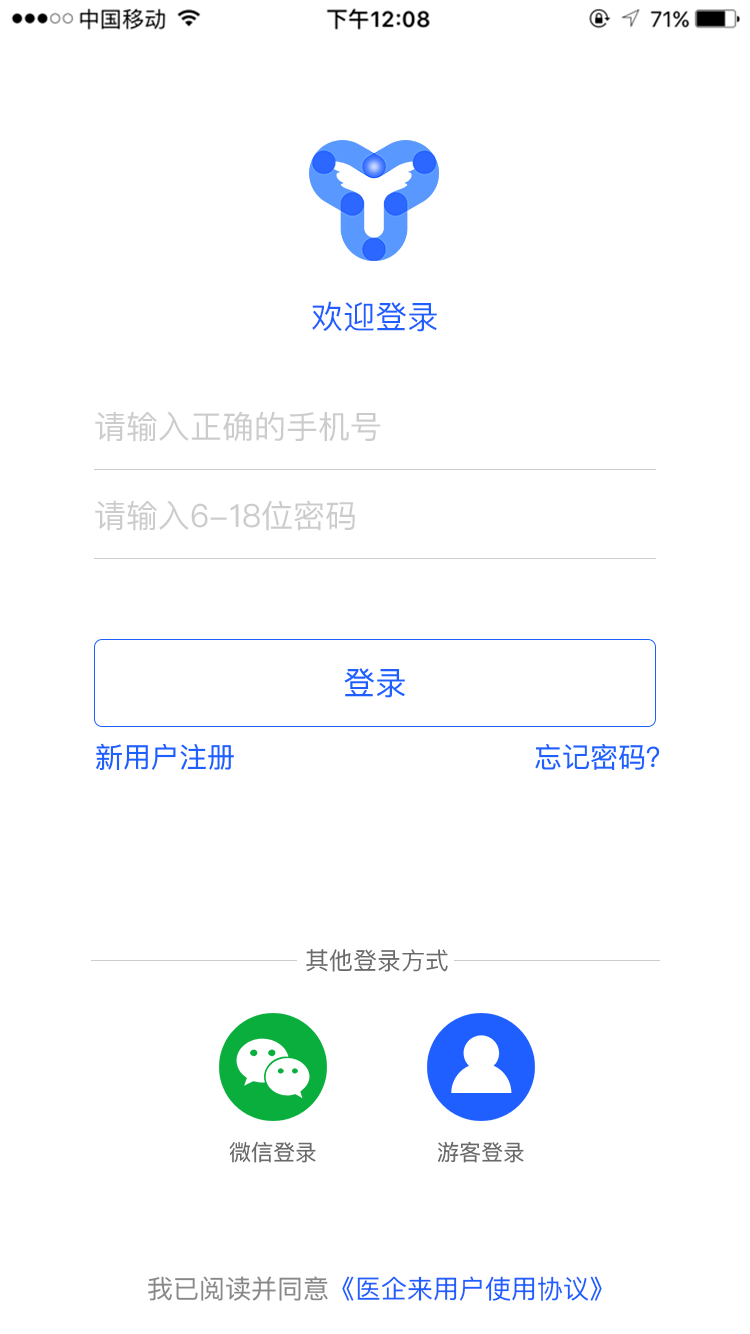 中国移动 下午12:08 71%
欢迎登录
请输入正确的手机号
请输入6-18位密码
登录
新用户注册 忘记密码?
其他登录方式
微信登录 游客登录
我已阅读并同意《医企来用户使用协议》